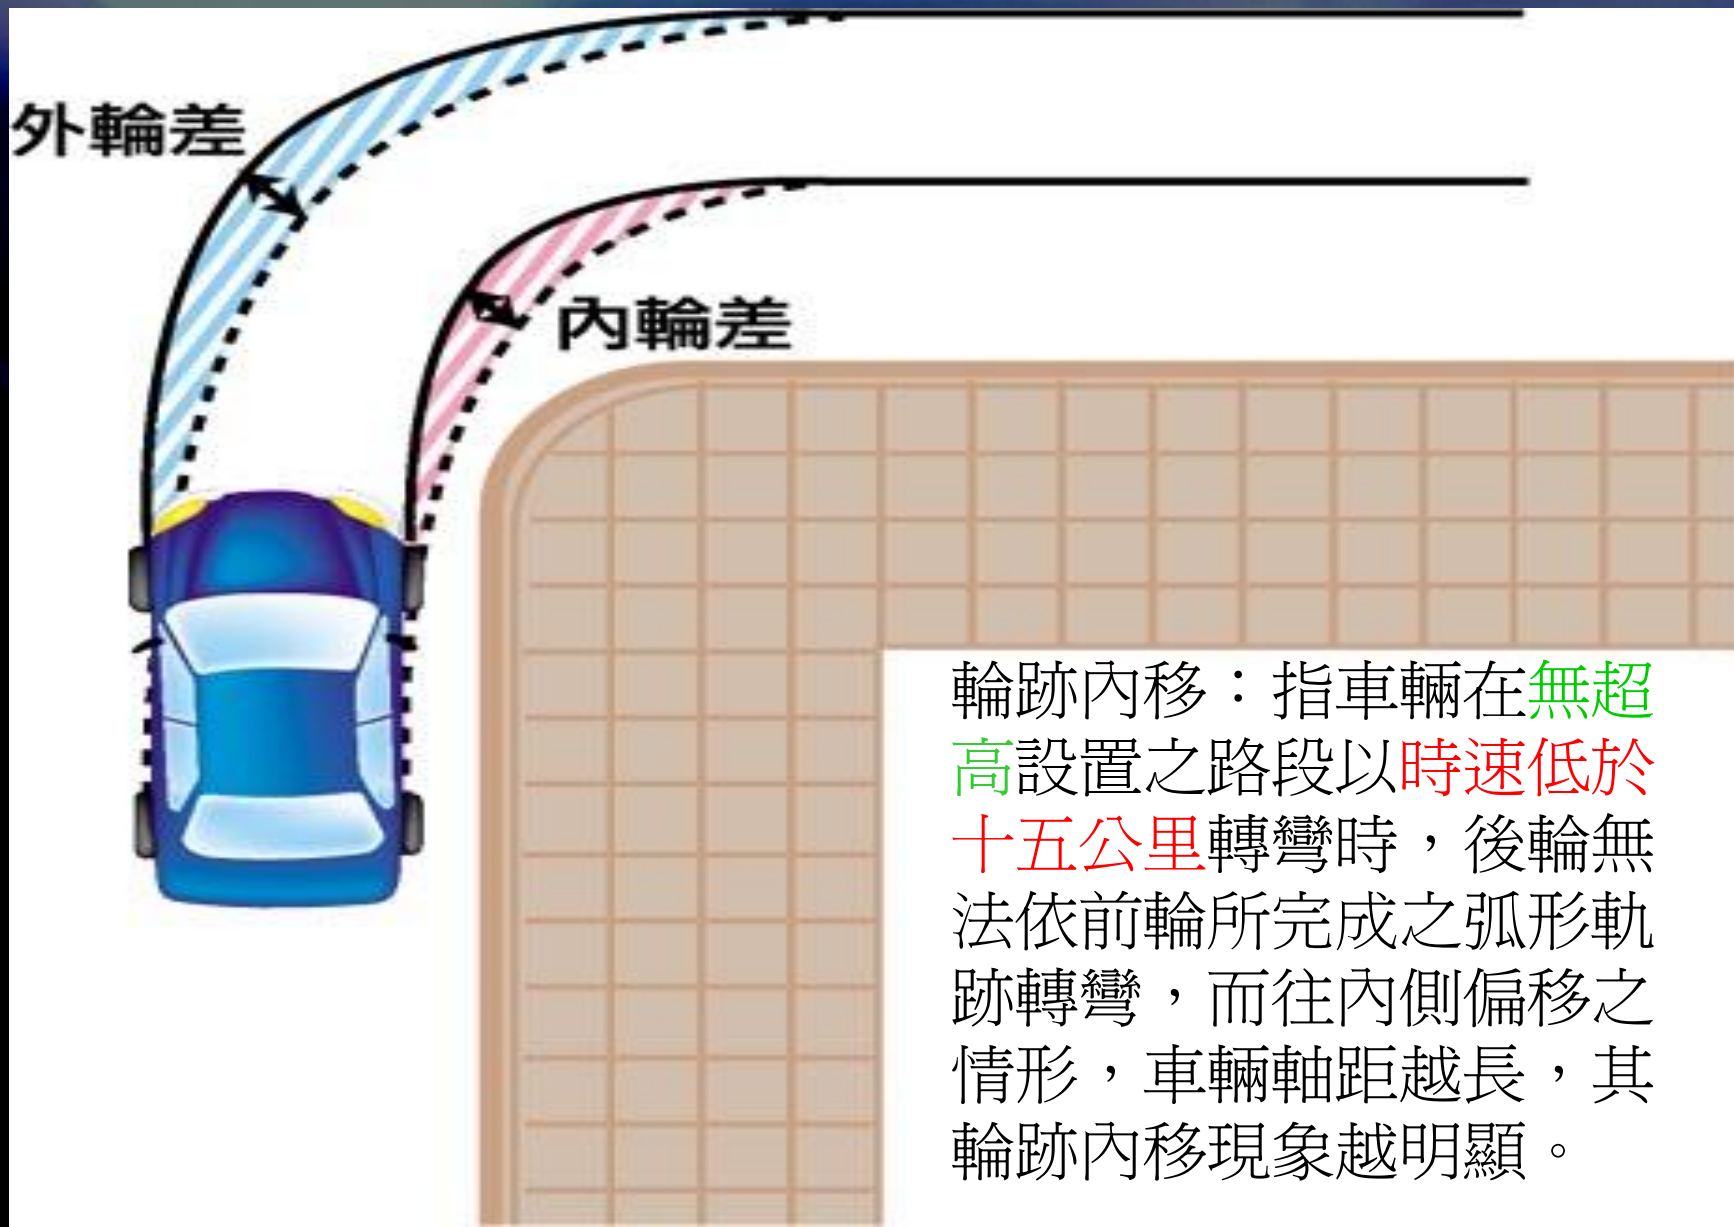 外輪差
內輪差
輪跡內移：指車輛在無超
高設置之路段以時速低於
十五公里轉彎時，後輪無
法依前輪所完成之弧形軌
跡轉彎，而往內側偏移之
情形，車輛軸距越長，其
輪跡內移現象越明顯。